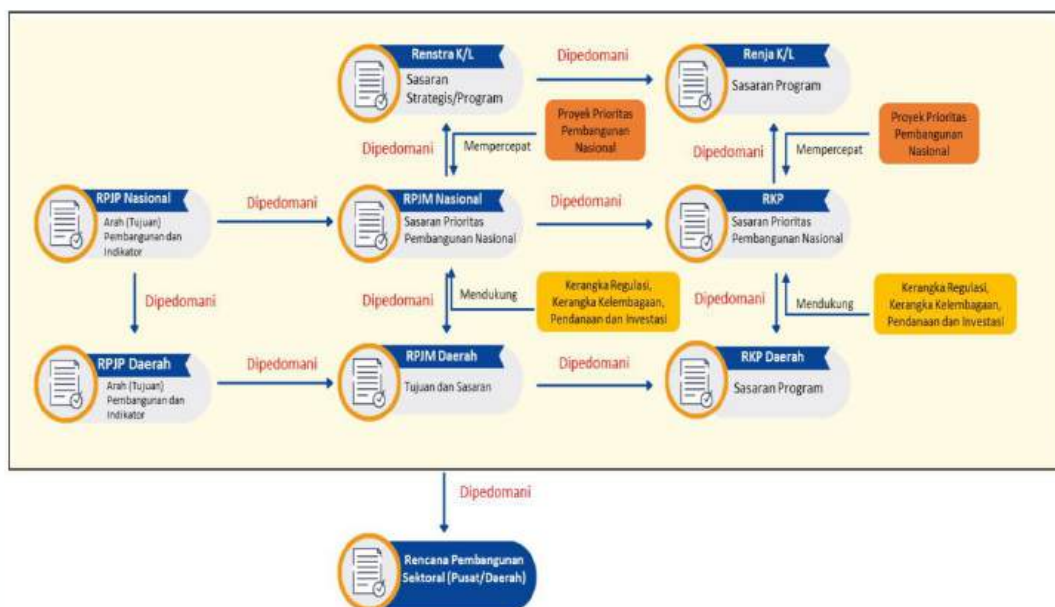 Renstra K/L
Sasaran
Strategis/Program
Dipedomani
Renja K/L
Sasaran Program
Dipedomani
Mempercepat
Proyek Prioritas
Pembangunan
Nasional
Dipedomani
Mempercepat
Proyek Prioritas
Pembangunan
Nasional
RPJP Nasional
Arah (Tujuan)
Pembangunan dan
Indikator
Dipedomani
RPJM Nasional
Sasaran Prioritas
Pembangunan Nasional
Dipedomani
RKP
Sasaran Prioritas
Pembangunan Nasional
Dipedomani
Dipedomani
Mendukung
Kerangka Regulasi,
Kerangka Kelembagaan,
Pendanaan dan Investasi
Dipedomani
Mendukung
Kerangka Regulasi,
Kerangka Kelembagaan,
Pendanaan dan Investasi
RPJP Daerah
Arah (Tujuan)
Pembangunan dan
Indikator
Dipedomani
RPJM Daerah
Tujuan dan Sasaran
Dipedomani
RKP Daerah
Sasaran Program
Dipedomani
Rencana Pembangunan
Sektoral (Pusat/Daerah)